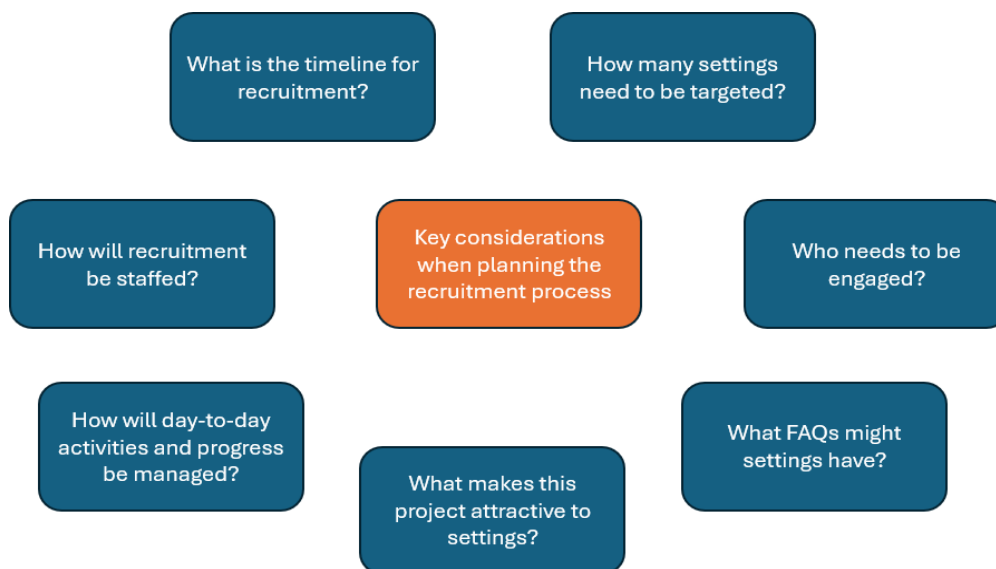 What is the timeline for
recruitment?
How many settings
need to be targeted?
How will recruitment
be staffed?
Key considerations
when planning the
recruitment process
Who needs to be
engaged?
How will day-to-day
activities and progress
be managed?
What FAQs might
settings have?
What makes this
project attractive to
settings?